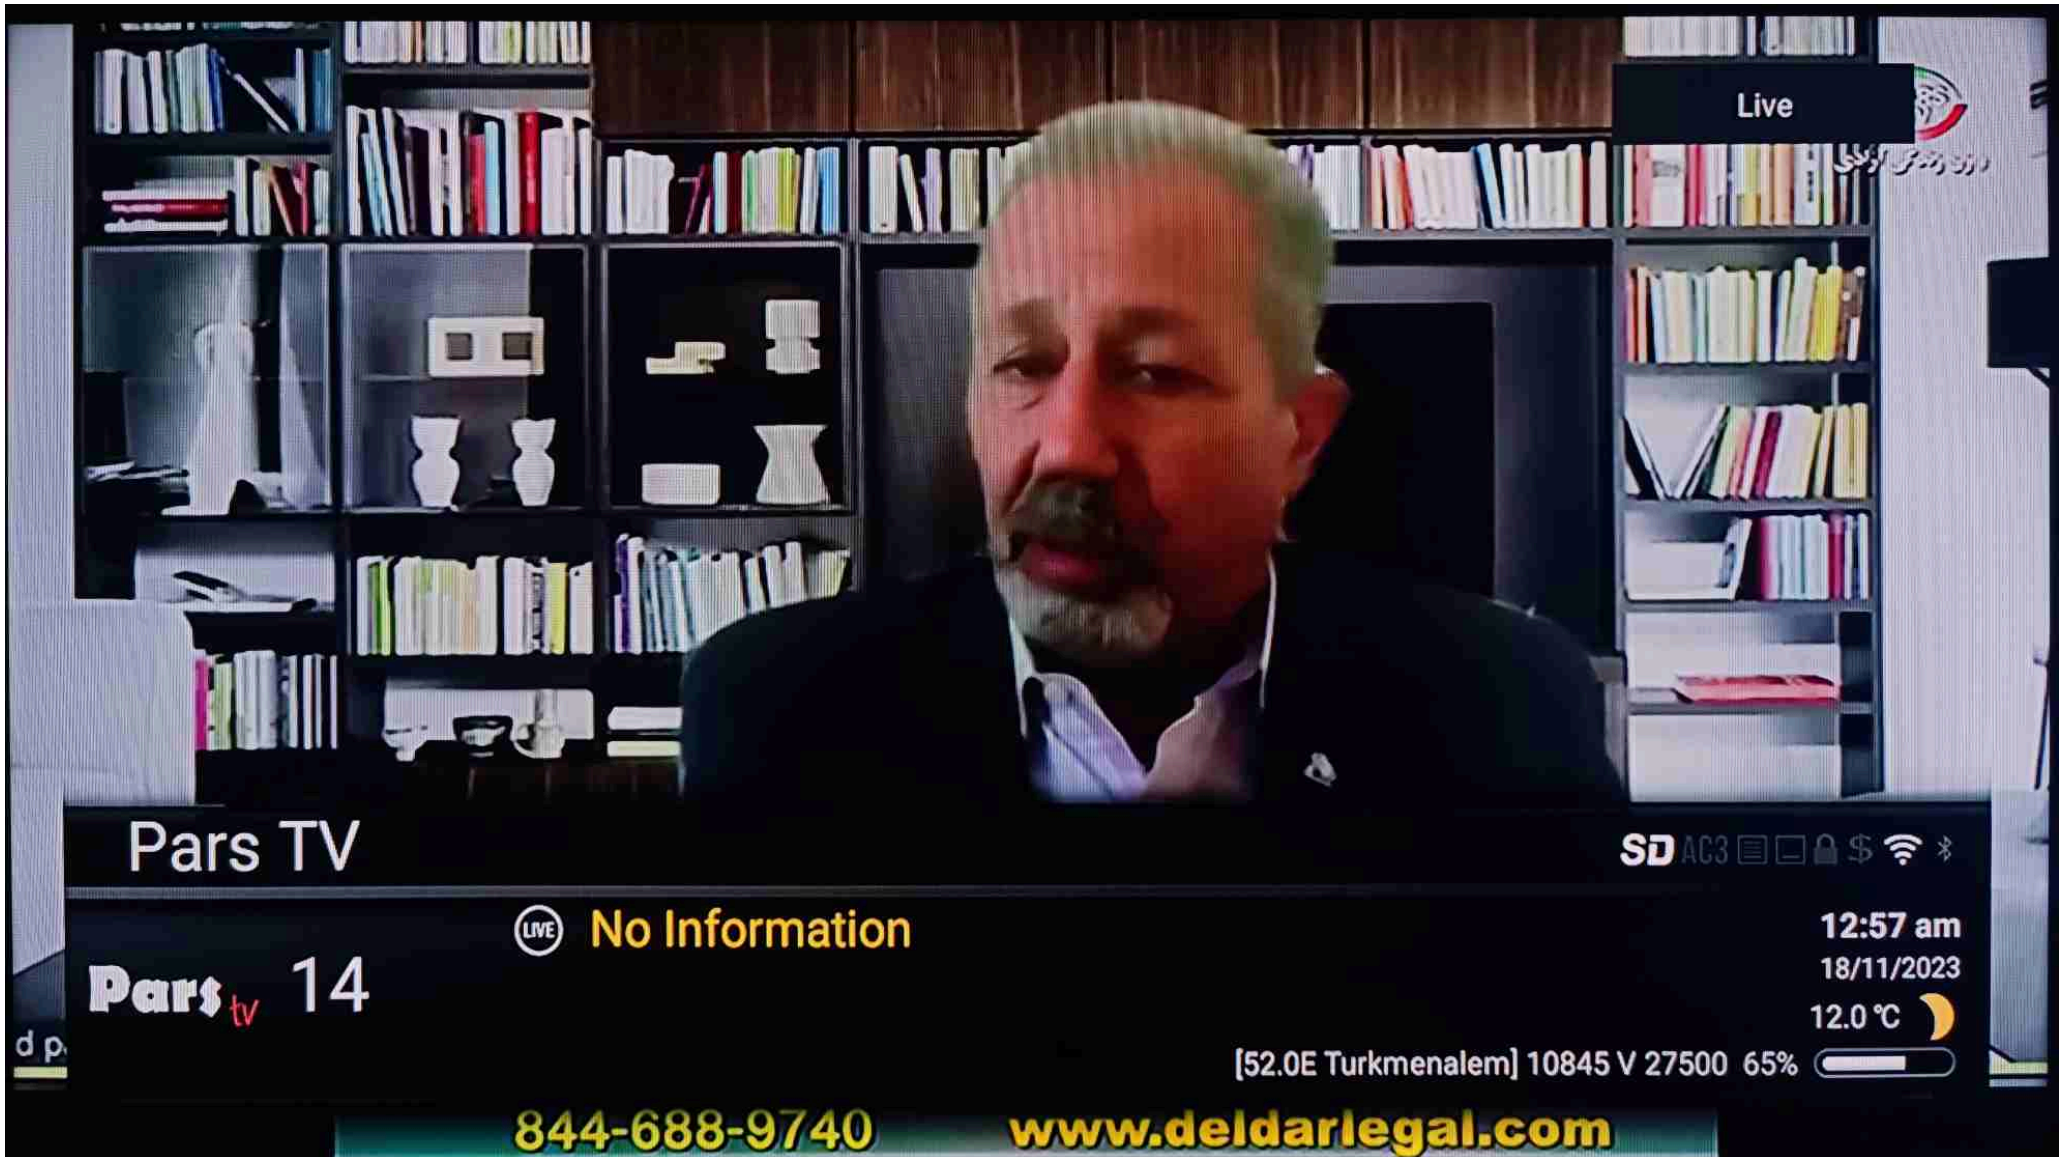 Live
Pars TV
SD AC3 $
LIVE No Information
12:57 am
18/11/2023
Pars tv 14
12.0 °C
d p
[52.0E Turkmenalem] 10845 V 27500 65%
844-688-9740 www.deldarlegal.com